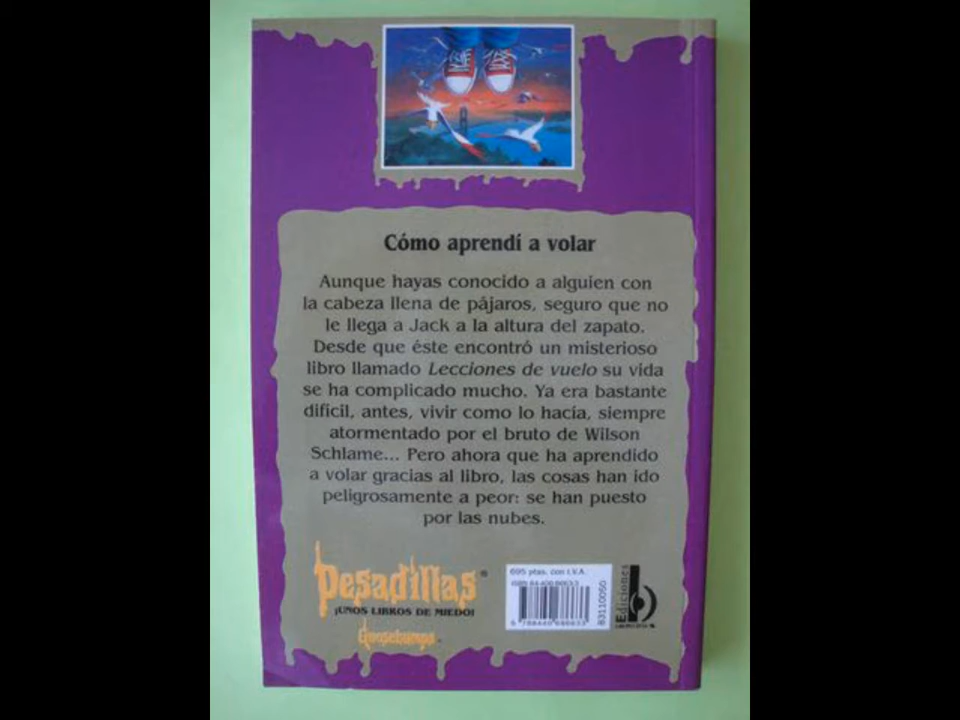 Cómo aprendí a volar
Aunque hayas conocido a alguien con
la cabeza llena de pájaros, seguro que no
le llega a Jack a la altura del zapato.
Desde que éste encontró un misterioso
libro llamado Lecciones de vuelo su vida
se ha complicado mucho. Ya era bastante
difícil, antes, vivir como lo hacía, siempre
atormentado por el bruto de Wilson
Schlame... Pero ahora que ha aprendido
a volar gracias al libro, las cosas han ido
peligrosamente a peor: se han puesto
por las nubes.
Pesadillas®
¡UNOS LIBROS DE MIEDO!
Goosebumps
695 ptas. con I.V.A.
83110050
Ediciones
b